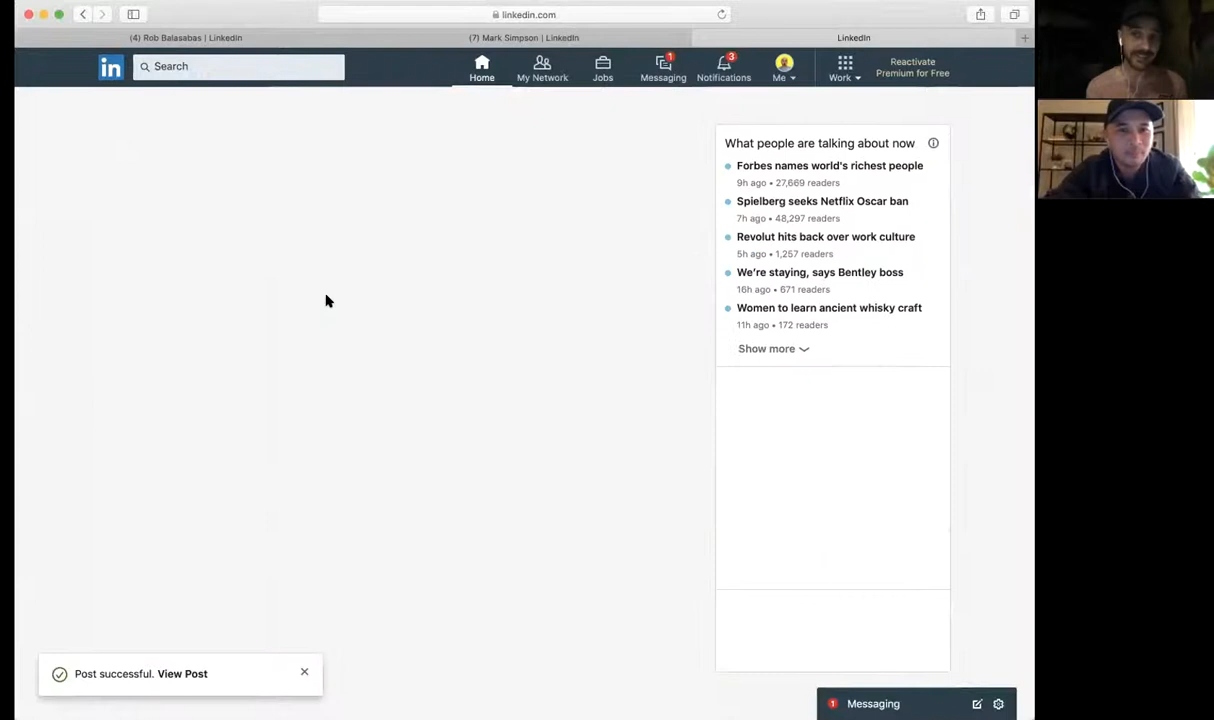 linkedin.com
(4) Rob Balasabas | LinkedIn
(7) Mark Simpson | LinkedIn
LinkedIn
in
Search
Home
My Network
Jobs
1
Messaging
3
Notifications
Me
Work
Reactivate
Premium for Free
What people are talking about now
Forbes names world's richest people
9h ago • 27,669 readers
Spielberg seeks Netflix Oscar ban
7h ago • 48,297 readers
Revolut hits back over work culture
5h ago • 1,257 readers
We're staying, says Bentley boss
16h ago • 671 readers
Women to learn ancient whisky craft
11h ago • 172 readers
Show more
Post successful. View Post
1 Messaging